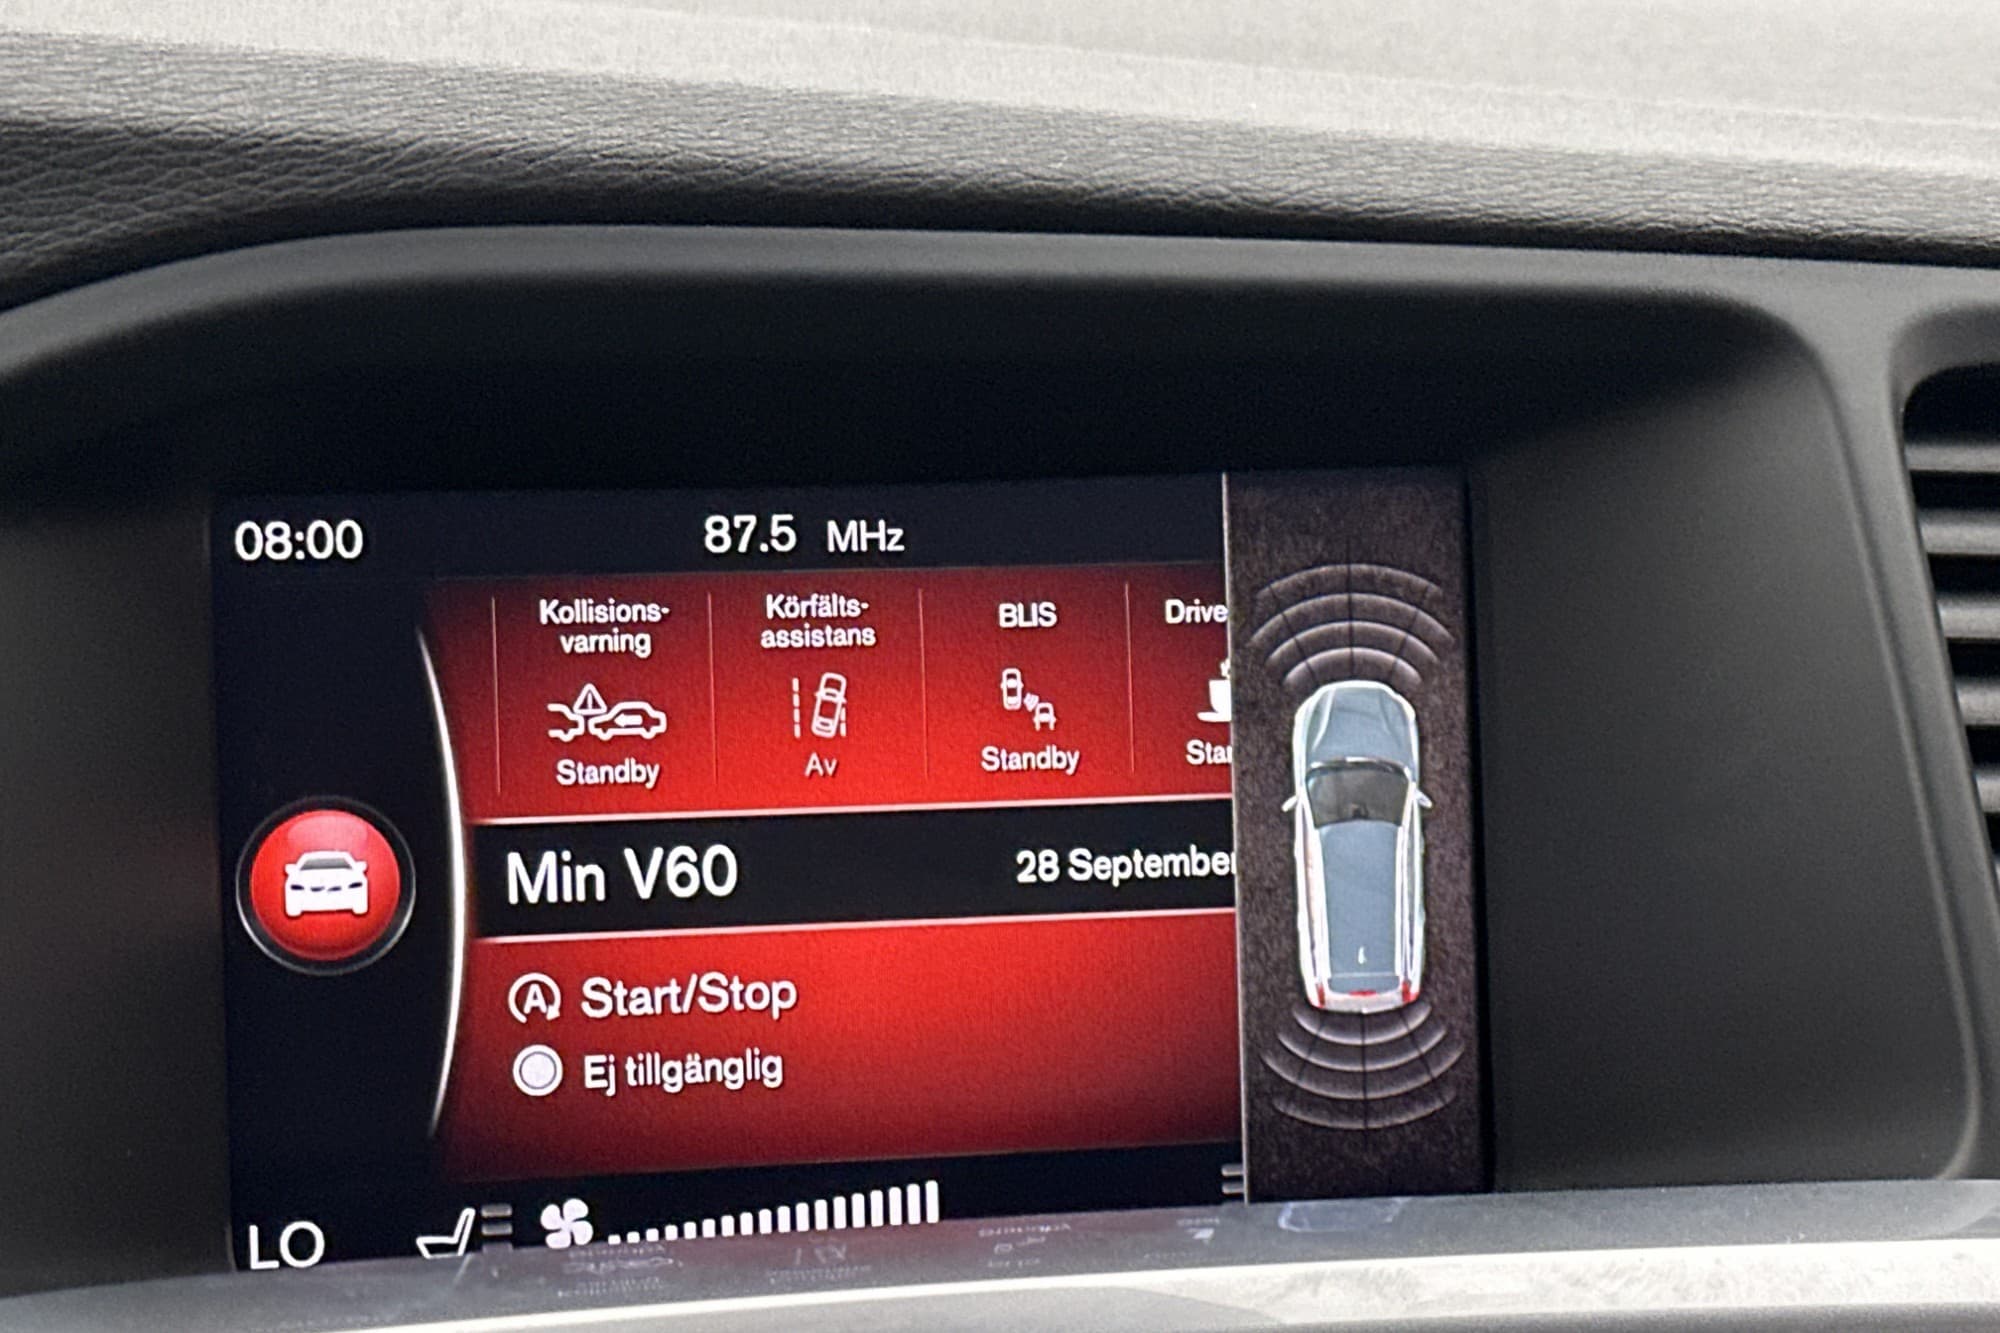 08:00
87.5 MHz
Kollisions-
varning
Körfälts-
assistans
BLIS
Drive
Standby
Av
Standby
Star
Min V60
28 September
Start/Stop
Ej tillgänglig
LO